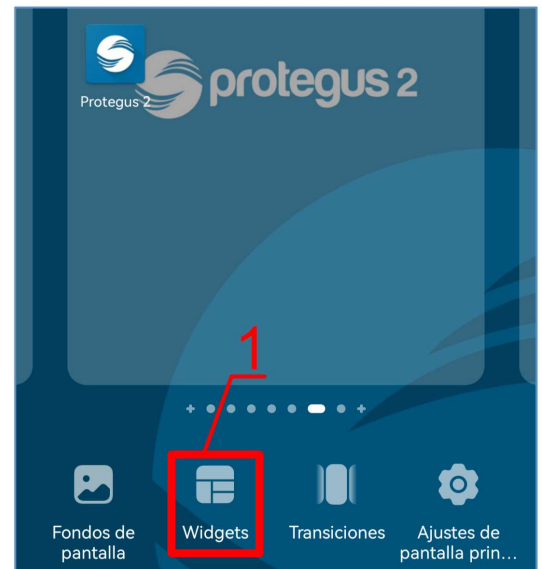 protegus 2
Protegus 2
1
Fondos de
pantalla
Widgets
Transiciones
Ajustes de
pantalla prin...